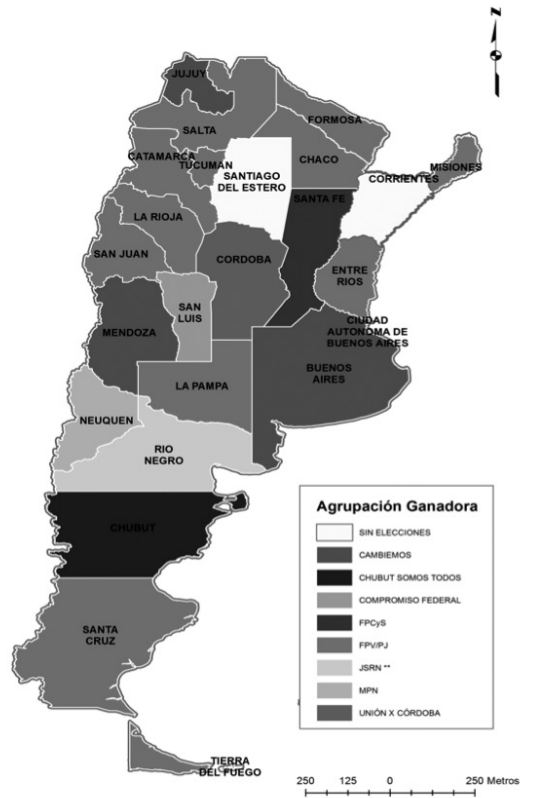 N
JUJUY
FORMOSA
SALTA
CATAMARCA
TUCUMAN
CHACO
MISIONES
SANTIAGO
DEL ESTERO
CORRIENTES
SANTA FE
LA RIOJA
SAN JUAN
CORDOBA
ENTRE
RIOS
SAN
LUIS
MENDOZA
CIUDAD
AUTONOMA DE
BUENOS AIRES
BUENOS
AIRES
LA PAMPA
NEUQUEN
RIO
NEGRO
CHUBUT
SANTA
CRUZ
TIERRA
DEL FUEGO
Agrupación Ganadora
SIN ELECCIONES
CAMBIEMOS
CHUBUT SOMOS TODOS
COMPROMISO FEDERAL
FPCyS
FPV/PJ
JSRN **
MPN
UNIÓN X CÓRDOBA
250 125 0 250 Metros